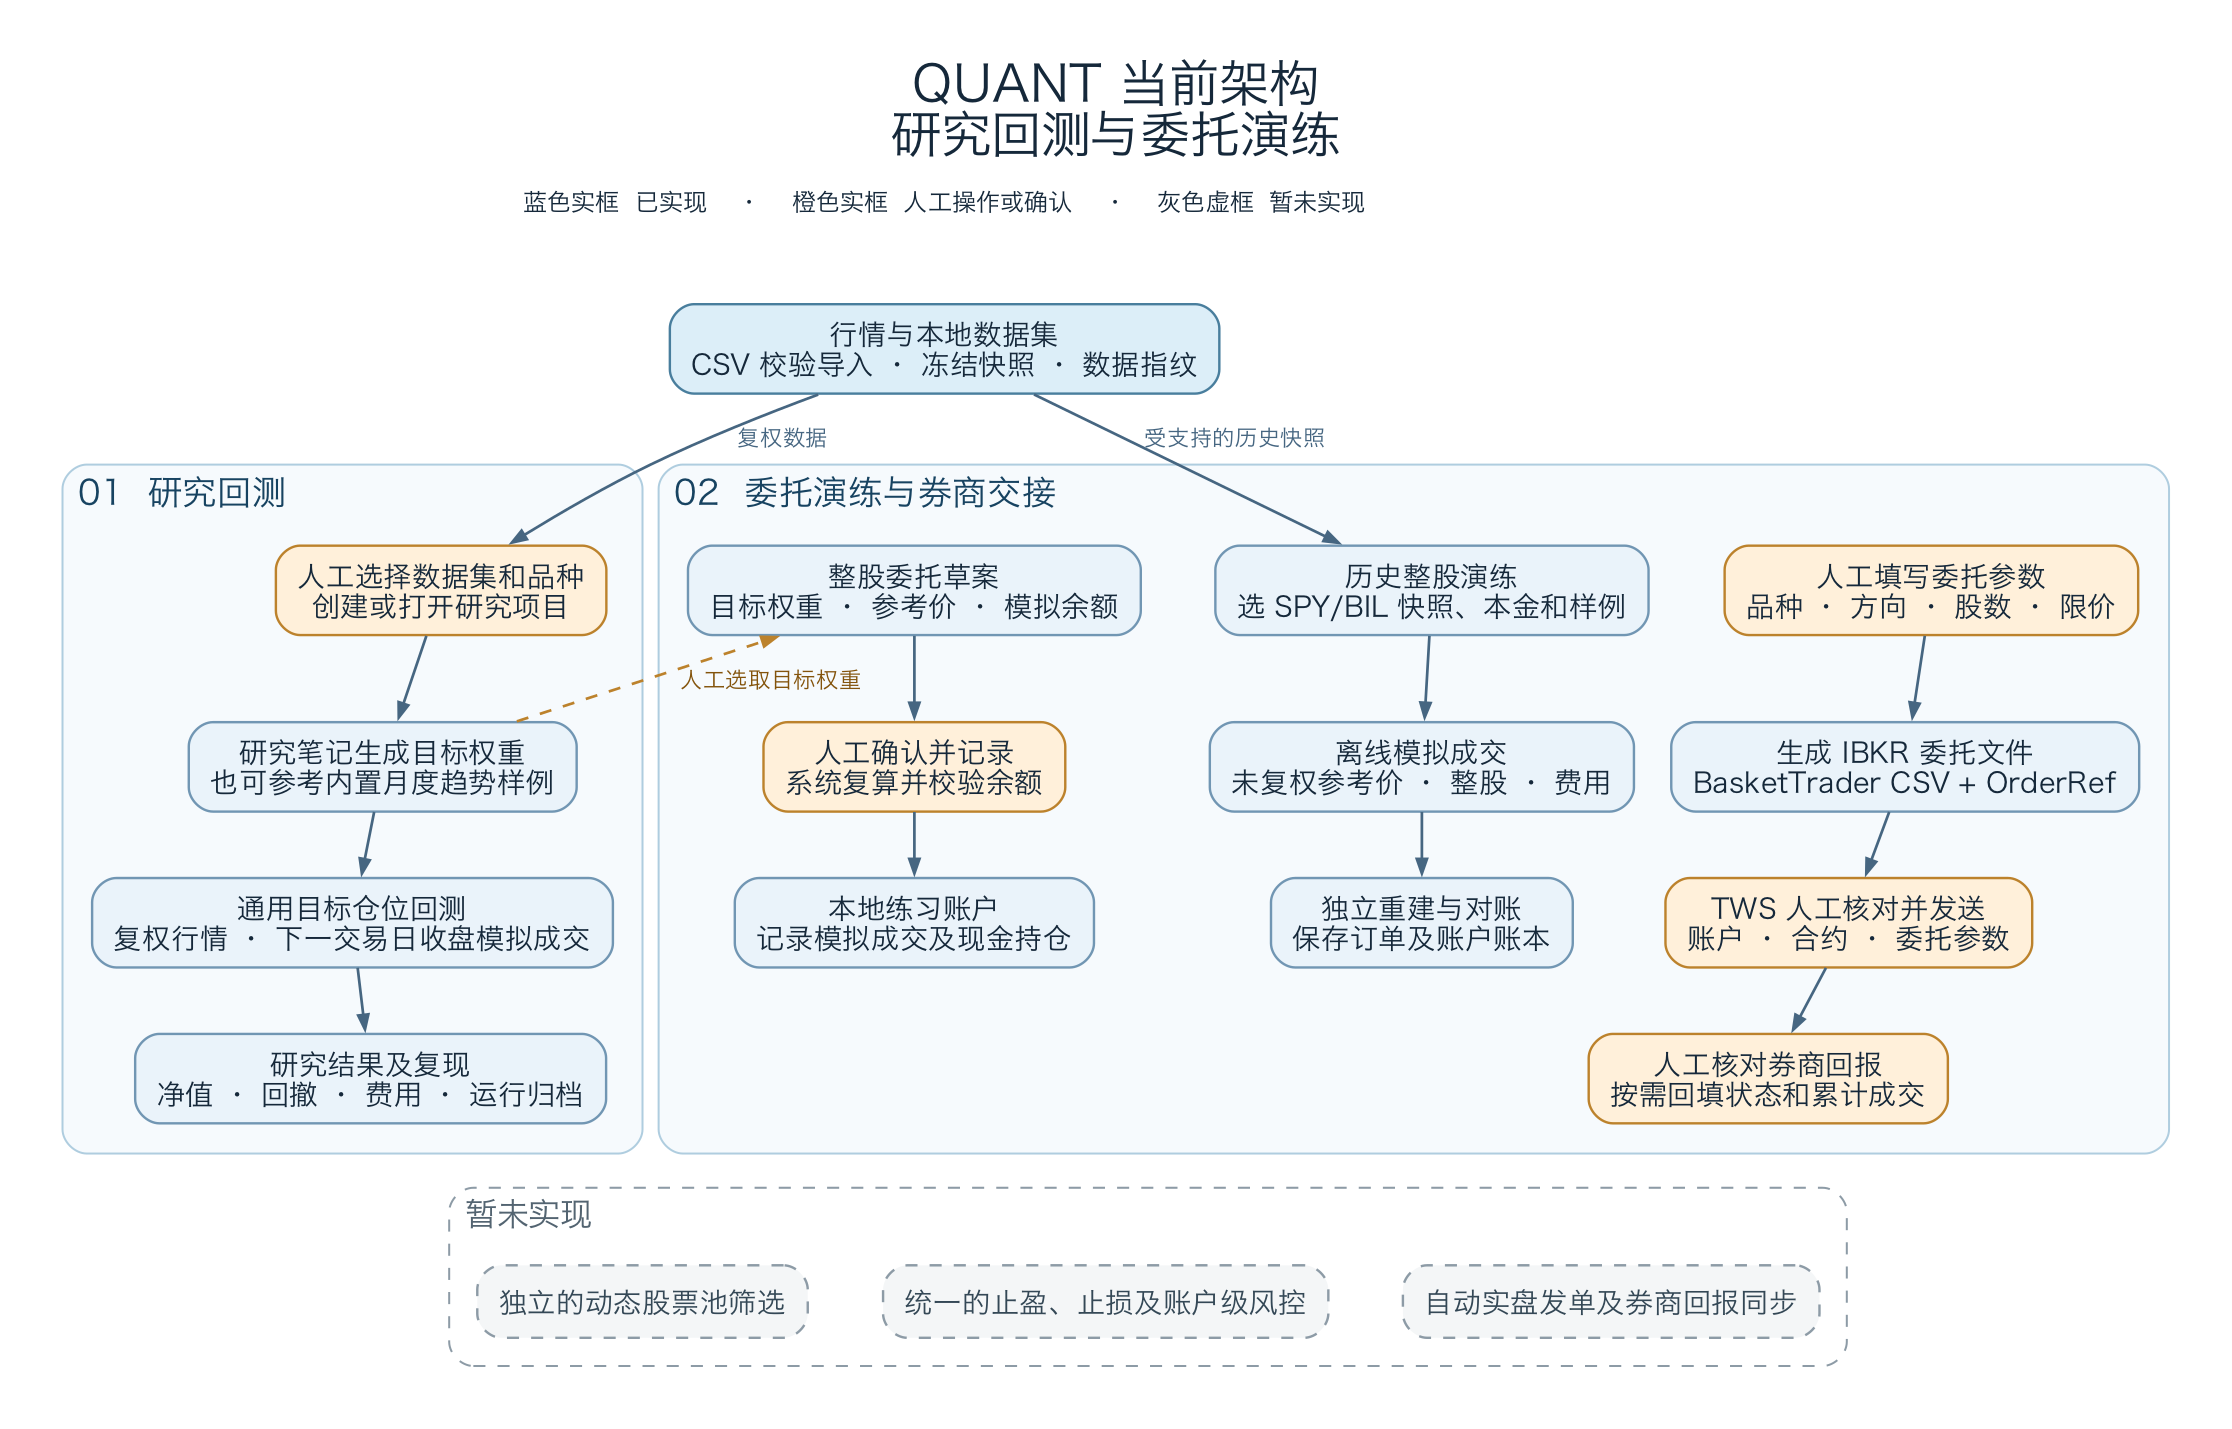 QUANT 当前架构
研究回测与委托演练
蓝色实框 已实现 · 橙色实框 人工操作或确认 · 灰色虚框 暂未实现
行情与本地数据集
CSV 校验导入 · 冻结快照 · 数据指纹
复权数据
受支持的历史快照
01 研究回测
人工选择数据集和品种
创建或打开研究项目
研究笔记生成目标权重
也可参考内置月度趋势样例
通用目标仓位回测
复权行情 · 下一交易日收盘模拟成交
研究结果及复现
净值 · 回撤 · 费用 · 运行归档
人工选取目标权重
02 委托演练与券商交接
整股委托草案
目标权重 · 参考价 · 模拟余额
人工确认并记录
系统复算并校验余额
本地练习账户
记录模拟成交及现金持仓
历史整股演练
选 SPY/BIL 快照、本金和样例
离线模拟成交
未复权参考价 · 整股 · 费用
独立重建与对账
保存订单及账户账本
人工填写委托参数
品种 · 方向 · 股数 · 限价
生成 IBKR 委托文件
BasketTrader CSV + OrderRef
TWS 人工核对并发送
账户 · 合约 · 委托参数
人工核对券商回报
按需回填状态和累计成交
暂未实现
独立的动态股票池筛选
统一的止盈、止损及账户级风控
自动实盘发单及券商回报同步